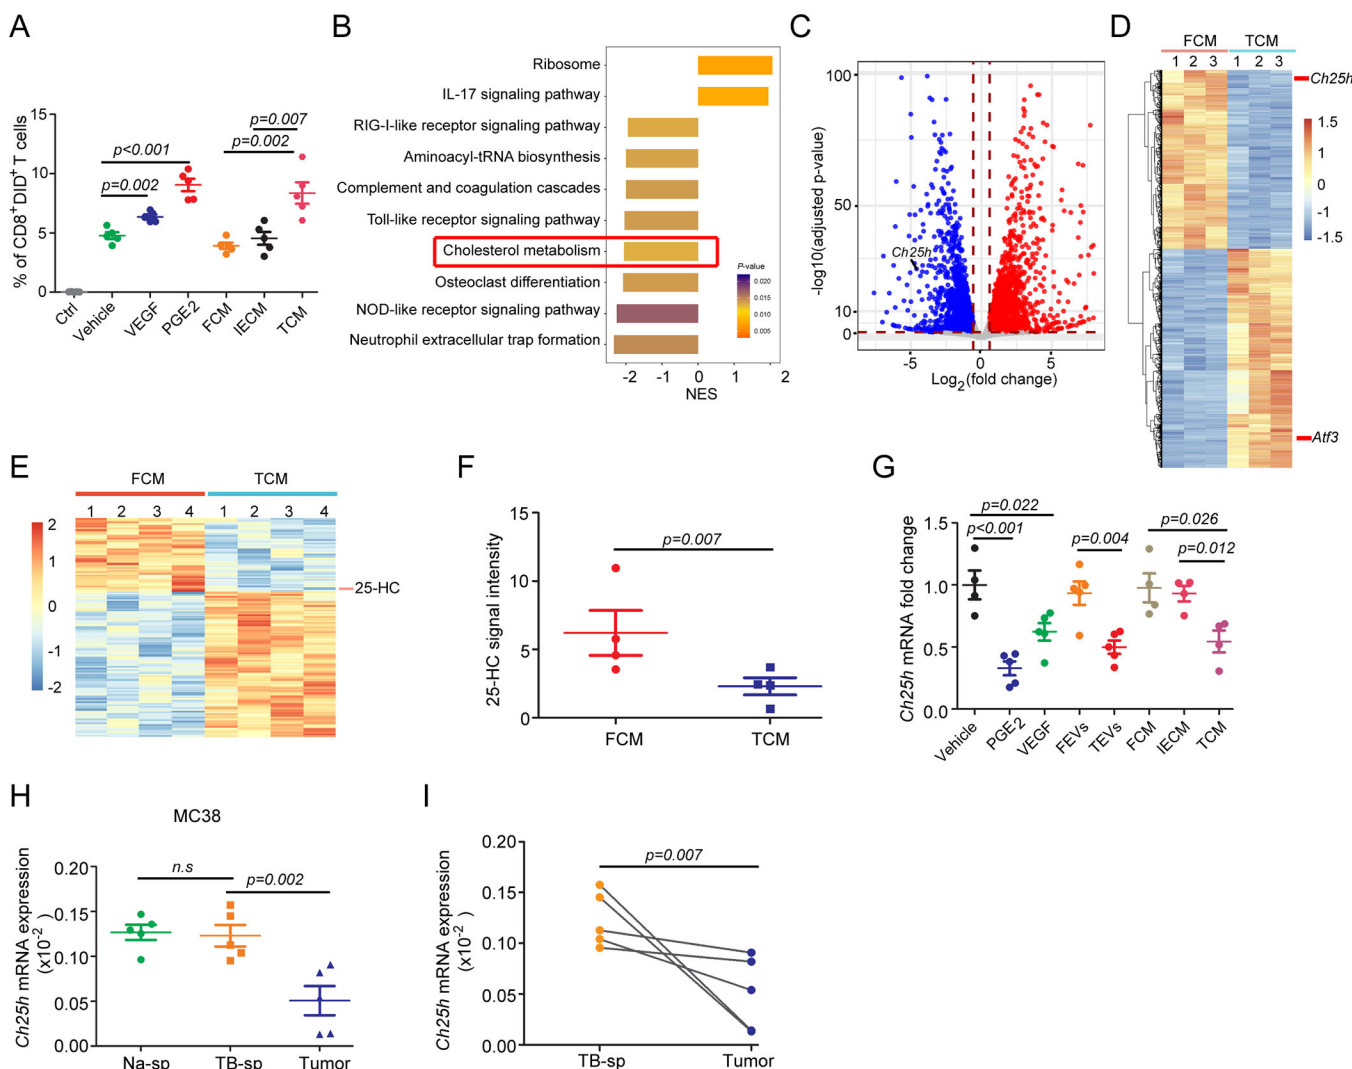 A
% of CD8+DID+ T cells
15
10
5
0
p<0.001
p=0.002
p=0.007
p=0.002
Ctrl
Vehicle
VEGF
PGE2
FCM
IECM
TCM
B
Ribosome
IL-17 signaling pathway
RIG-I-like receptor signaling pathway
Aminoacyl-tRNA biosynthesis
Complement and coagulation cascades
Toll-like receptor signaling pathway
Cholesterol metabolism
Osteoclast differentiation
NOD-like receptor signaling pathway
Neutrophil extracellular trap formation
P-value
0.020
0.015
0.010
0.005
-2 -1 0 1 2
NES
C
-log10(adjusted p-value)
100
50
10
0
Ch25h
-5 0 5
Log2(fold change)
D
FCM TCM
1 2 3 1 2 3
Ch25h
1.5
1
0
-1
-1.5
Atf3
E
FCM TCM
1 2 3 4 1 2 3 4
2
1
0
-1
-2
25-HC
F
25-HC signal intensity
15
10
5
0
p=0.007
FCM TCM
G
Ch25h mRNA fold change
1.5
1.0
0.5
0.0
p=0.022
p<0.001
p=0.004
p=0.026
p=0.012
Vehicle
PGE2
VEGF
FEVs
TEVs
FCM
IECM
TCM
H
MC38
Ch25h mRNA expression
(x10-2)
0.20
0.15
0.10
0.05
0.00
n.s
p=0.002
Na-sp TB-sp Tumor
I
Ch25h mRNA expression
(x10-2)
0.20
0.15
0.10
0.05
0.00
p=0.007
TB-sp Tumor